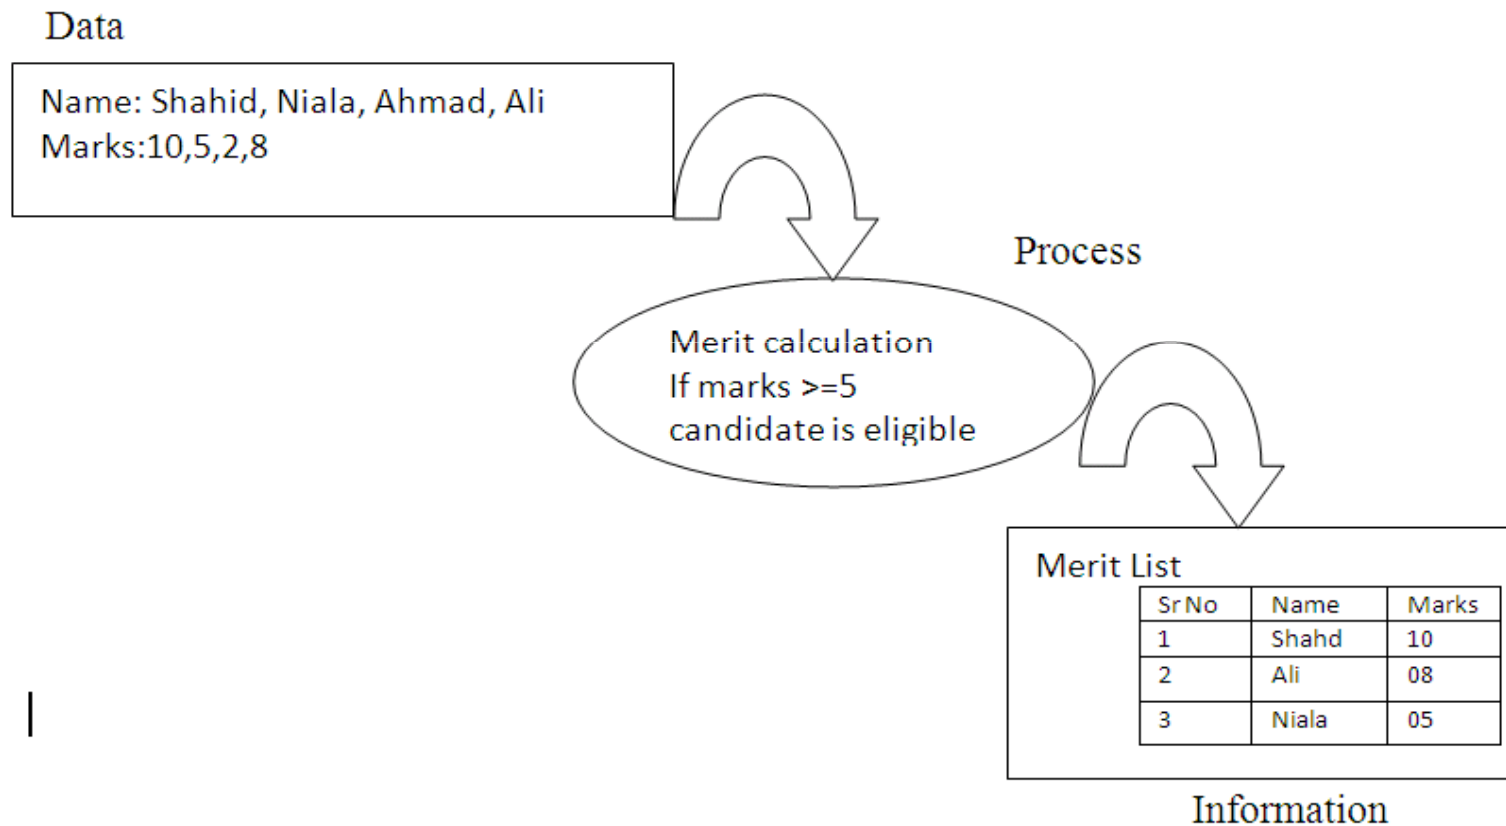 Data
Name: Shahid, Niala, Ahmad, Ali
Marks:10,5,2,8
Process
Merit calculation
If marks >=5
candidate is eligible
Merit List
Sr No Name Marks
1 Shahd 10
2 Ali 08
3 Niala 05
Information